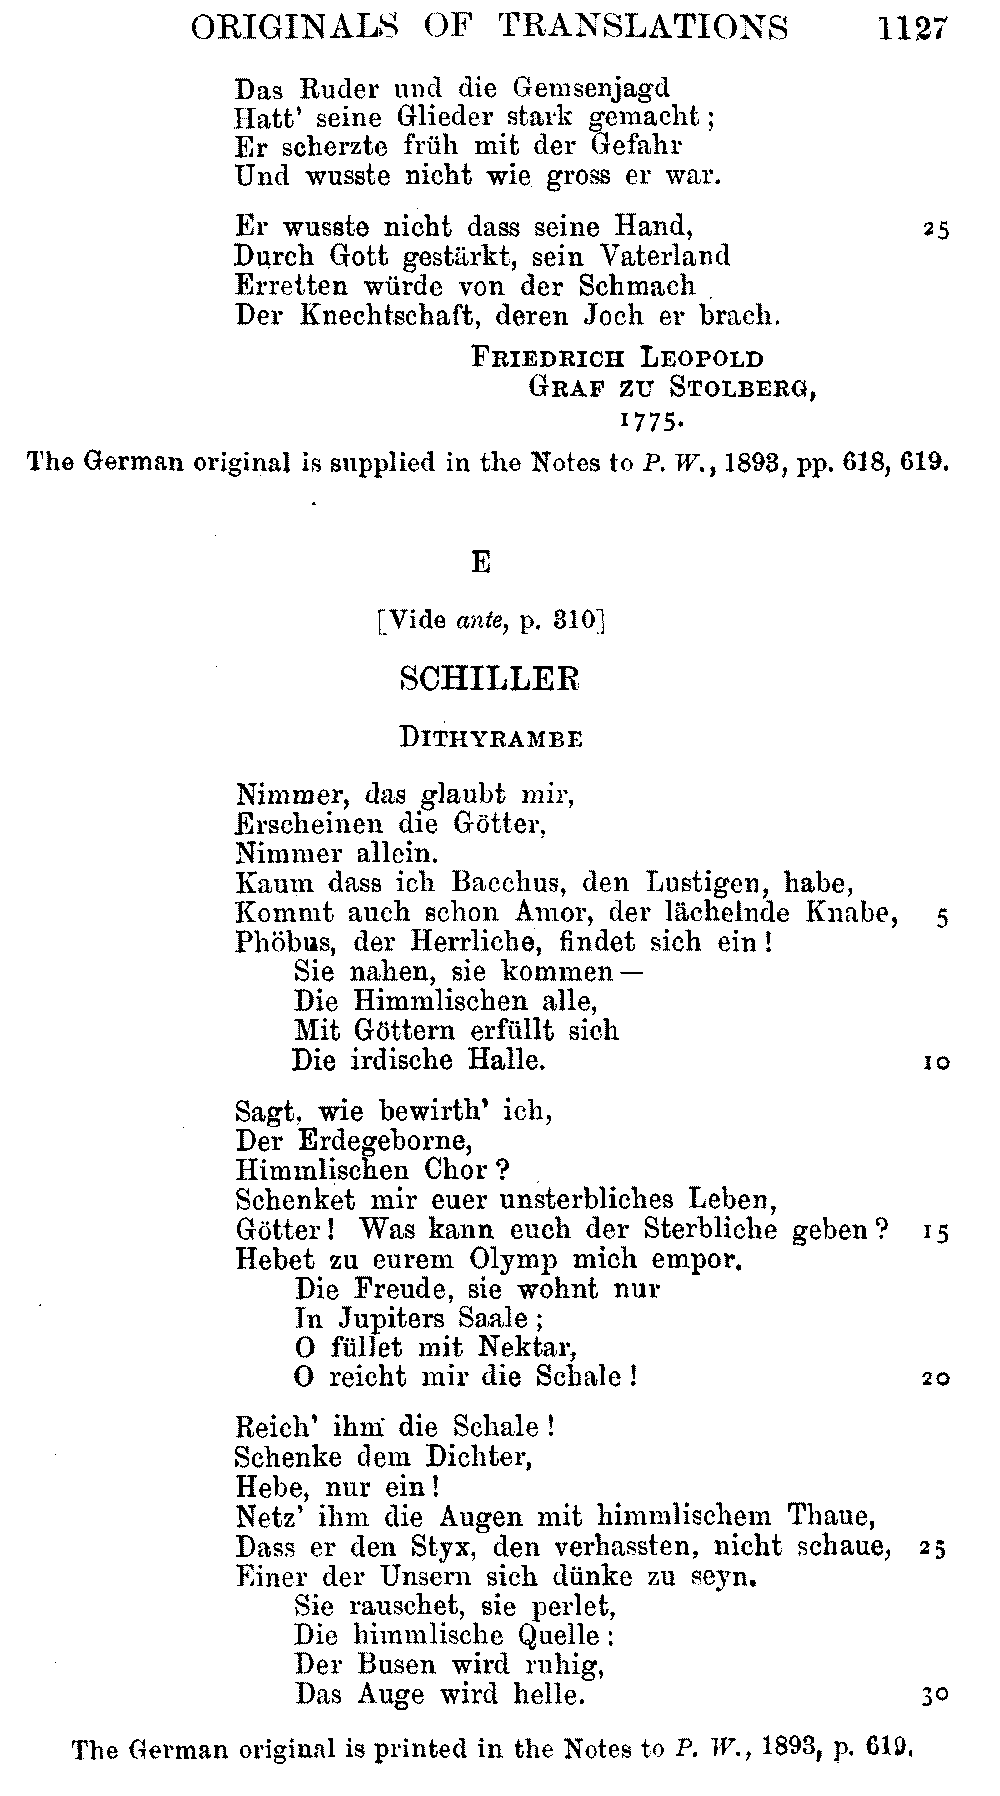 ORIGINALS OF TRANSLATIONS 1127
Das Ruder und die Gemsenjagd
Hatt' seine Glieder stark gemacht;
Er scherzte früh mit der Gefahr
Und wusste nicht wie gross er war.
Er wusste nicht dass seine Hand, 25
Durch Gott gestärkt, sein Vaterland
Erretten würde von der Schmach
Der Knechtschaft, deren Joch er brach.
FRIEDRICH LEOPOLD
GRAF ZU STOLBERG,
1775.
The German original is supplied in the Notes to P. W., 1893, pp. 618, 619.
E
[Vide ante, p. 310]
SCHILLER
DITHYRAMBE
Nimmer, das glaubt mir,
Erscheinen die Götter,
Nimmer allein.
Kaum dass ich Bacchus, den Lustigen, habe,
Kommt auch schon Amor, der lächelnde Knabe, 5
Phöbus, der Herrliche, findet sich ein!
Sie nahen, sie kommen—
Die Himmlischen alle,
Mit Göttern erfüllt sich
Die irdische Halle. 10
Sagt, wie bewirth' ich,
Der Erdegeborne,
Himmlischen Chor?
Schenket mir euer unsterbliches Leben,
Götter! Was kann euch der Sterbliche geben? 15
Hebet zu eurem Olymp mich empor.
Die Freude, sie wohnt nur
In Jupiters Saale;
O füllet mit Nektar,
O reicht mir die Schale! 20
Reich' ihm die Schale!
Schenke dem Dichter,
Hebe, nur ein!
Netz' ihm die Augen mit himmlischem Thaue,
Dass er den Styx, den verhassten, nicht schaue, 25
Einer der Unsern sich dünke zu seyn.
Sie rauschet, sie perlet,
Die himmlische Quelle:
Der Busen wird ruhig,
Das Auge wird helle. 30
The German original is printed in the Notes to P. W., 1893, p. 619.